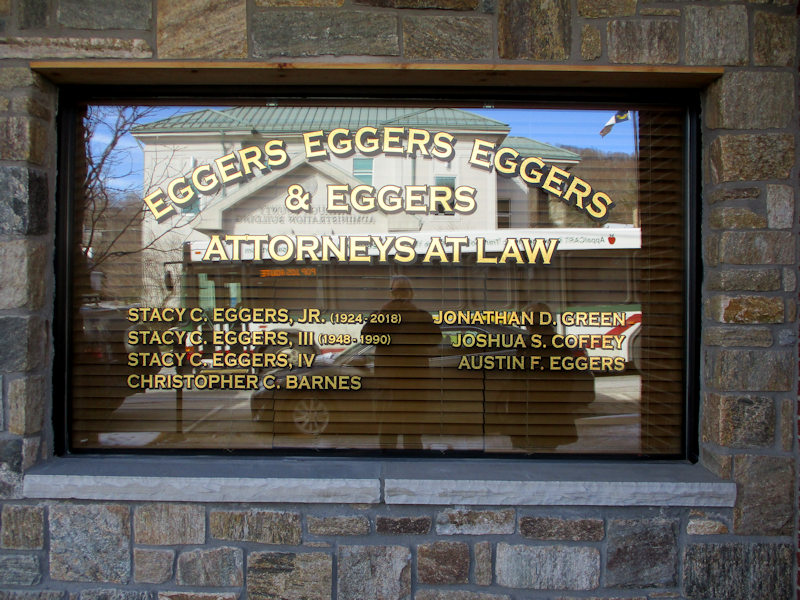 EGGERS EGGERS EGGERS
& EGGERS
ATTORNEYS AT LAW
STACY C. EGGERS, JR. (1924-2018)
STACY C. EGGERS, III (1948-1990)
STACY C. EGGERS, IV
CHRISTOPHER C. BARNES
JONATHAN D. GREEN
JOSHUA S. COFFEY
AUSTIN F. EGGERS